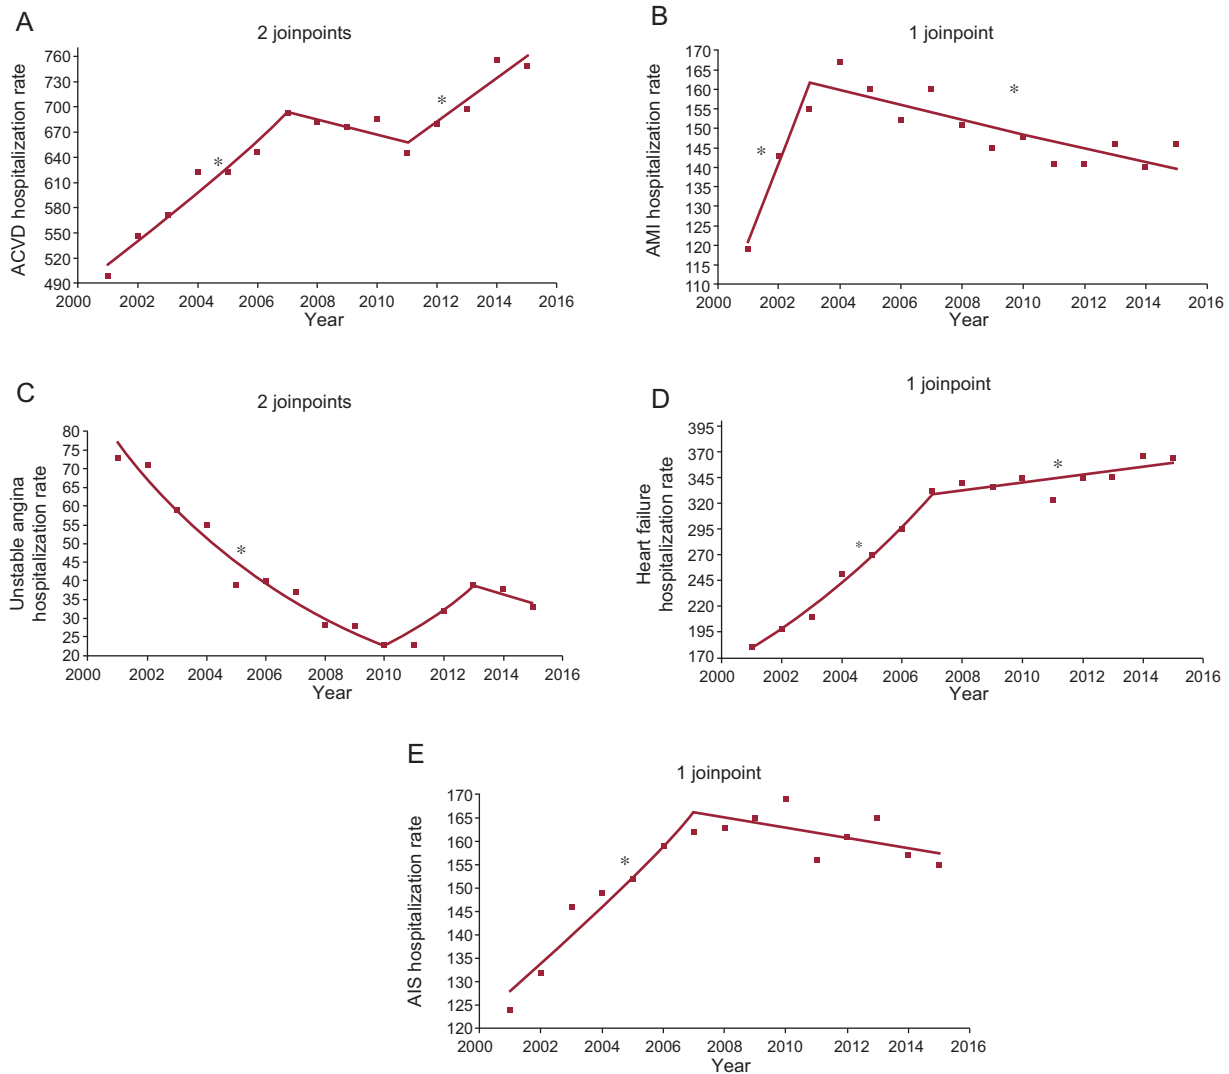 A
2 joinpoints
ACVD hospitalization rate
760
730
700
670
640
610
580
550
520
490
*
*
2000 2002 2004 2006 2008 2010 2012 2014 2016
Year
B
1 joinpoint
AMI hospitalization rate
170
165
160
155
150
145
140
135
130
120
115
110
*
*
2000 2002 2004 2006 2008 2010 2012 2014 2016
Year
C
2 joinpoints
Unstable angina
hospitalization rate
80
75
70
65
60
55
50
45
40
35
30
25
20
*
2000 2002 2004 2006 2008 2010 2012 2014 2016
Year
D
1 joinpoint
Heart failure
hospitalization rate
395
370
345
320
295
270
245
220
195
170
*
*
2000 2002 2004 2006 2008 2010 2012 2014 2016
Year
E
1 joinpoint
AIS hospitalization rate
170
165
160
155
150
145
140
135
130
125
120
*
2000 2002 2004 2006 2008 2010 2012 2014 2016
Year